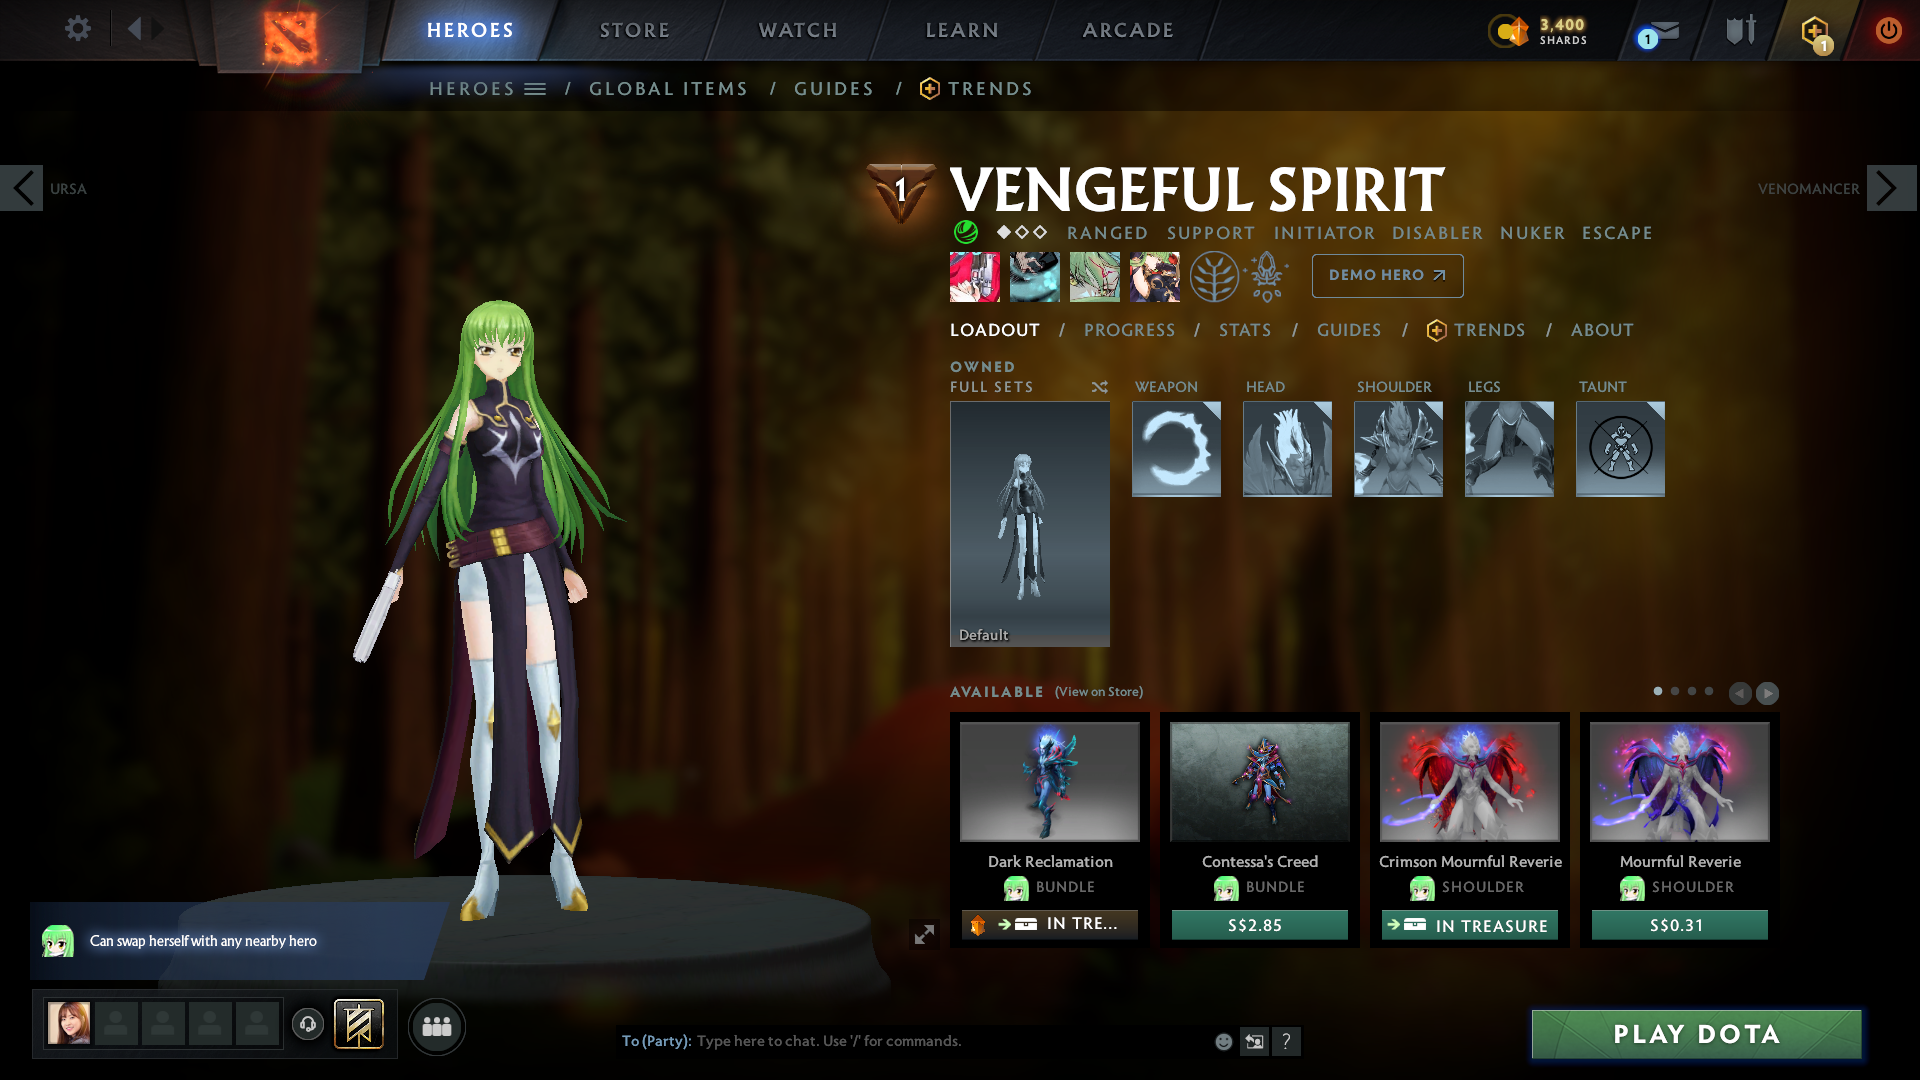 HEROES
STORE
WATCH
LEARN
ARCADE
3,400
SHARDS
1
1
HEROES / GLOBAL ITEMS / GUIDES / TRENDS
URSA
1
VENGEFUL SPIRIT
VENOMANCER
RANGED SUPPORT INITIATOR DISABLER NUKER ESCAPE
DEMO HERO
LOADOUT / PROGRESS / STATS / GUIDES / TRENDS / ABOUT
OWNED
FULL SETS
WEAPON
HEAD
SHOULDER
LEGS
TAUNT
Default
AVAILABLE (View on Store)
Dark Reclamation
BUNDLE
IN TRE...
Contessa's Creed
BUNDLE
S$2.85
Crimson Mournful Reverie
SHOULDER
IN TREASURE
Mournful Reverie
SHOULDER
S$0.31
Can swap herself with any nearby hero
To (Party): Type here to chat. Use '/' for commands.
?
PLAY DOTA